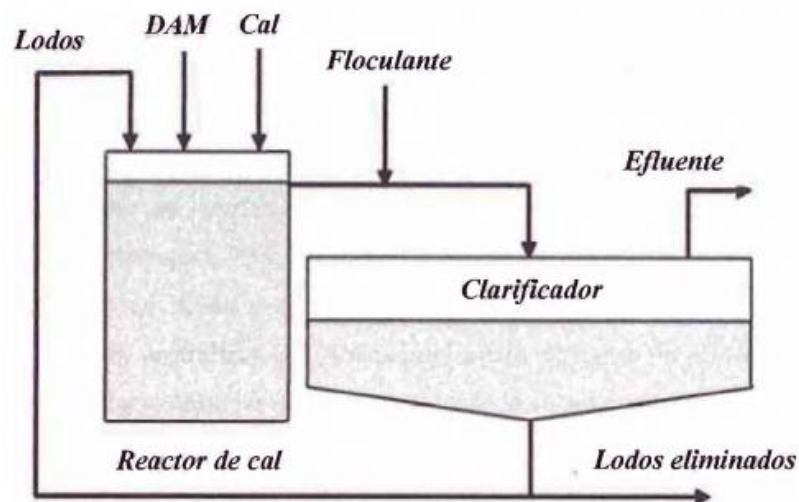 Lodos
DAM
Cal
Floculante
Efluente
Clarificador
Reactor de cal
Lodos eliminados